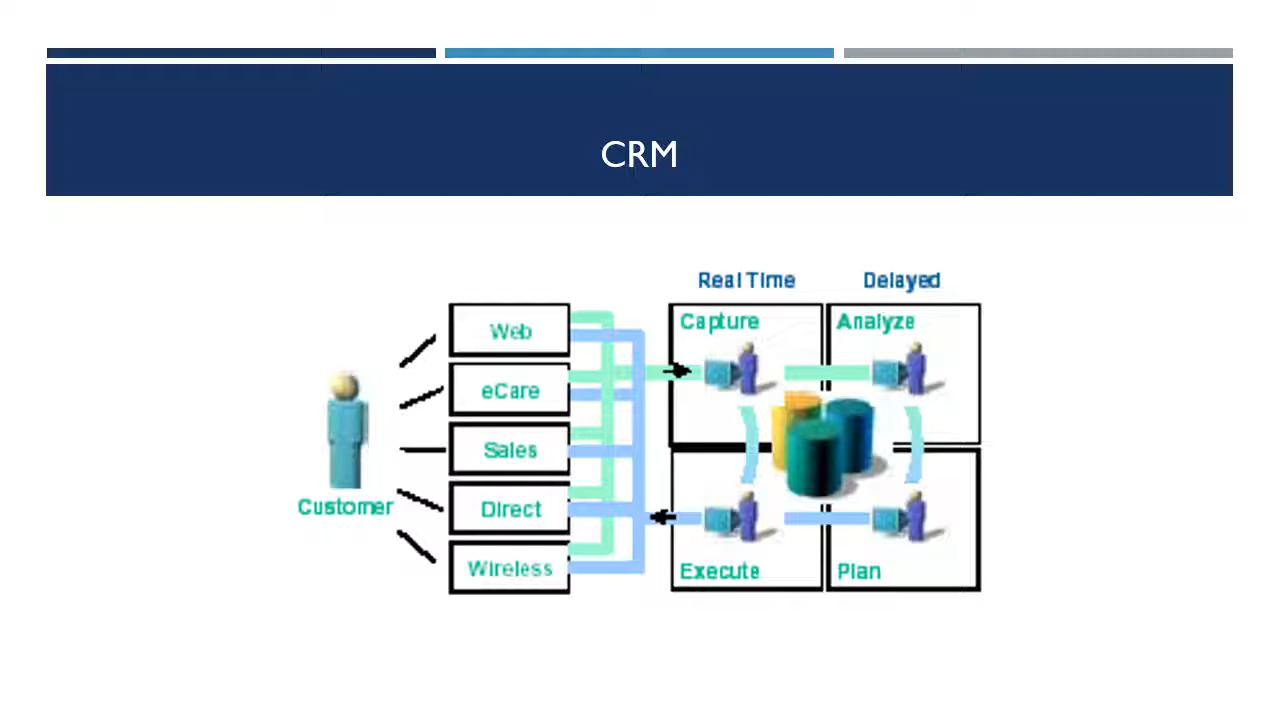 CRM
Real Time
Delayed
Web
eCare
Sales
Direct
Wireless
Customer
Capture
Analyze
Execute
Plan